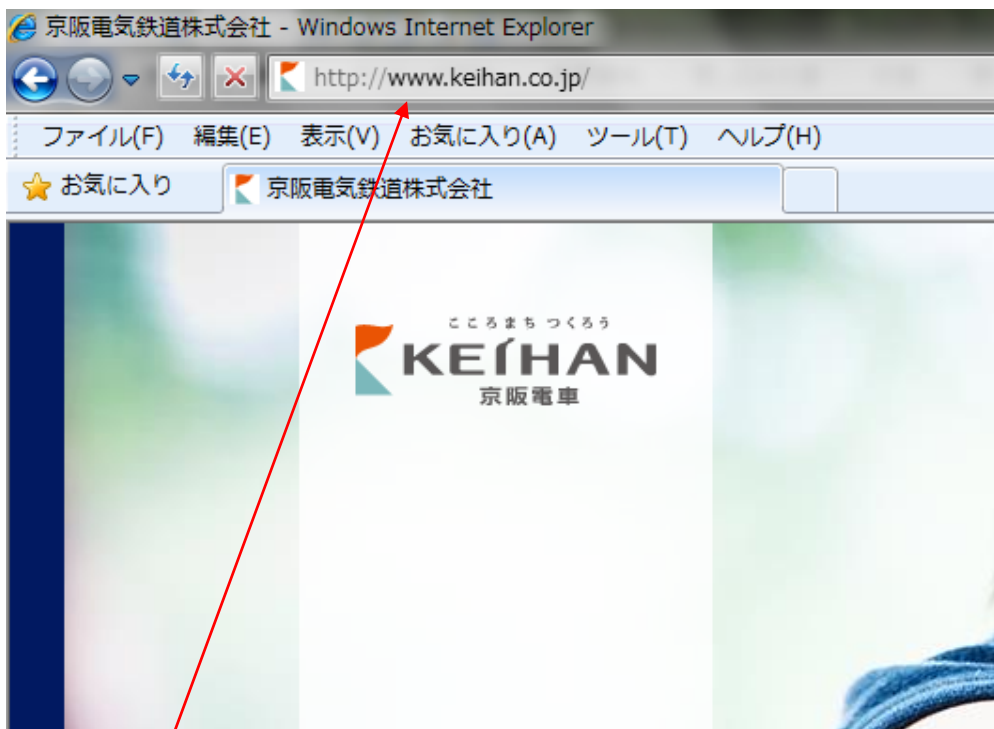 京阪電気鉄道株式会社 - Windows Internet Explorer
http://www.keihan.co.jp/
ファイル(F) 編集(E) 表示(V) お気に入り(A) ツール(T) ヘルプ(H)
お気に入り 京阪電気鉄道株式会社
こころまち つくろう
KEIHAN
京阪電車